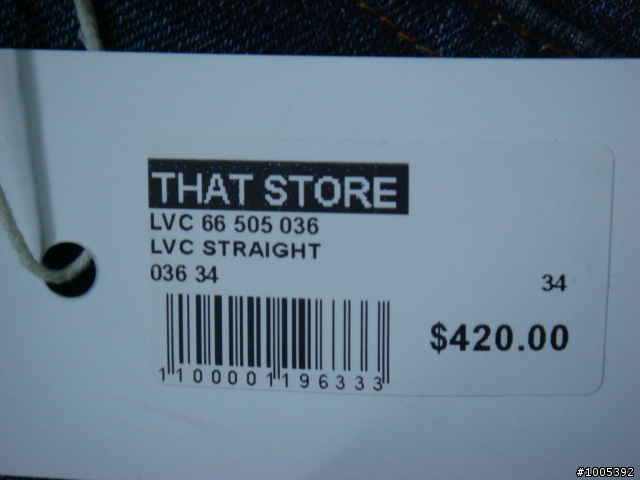 THAT STORE
LVC 66 505 036
LVC STRAIGHT
036 34
34
$420.00
1100001196333
#1005392